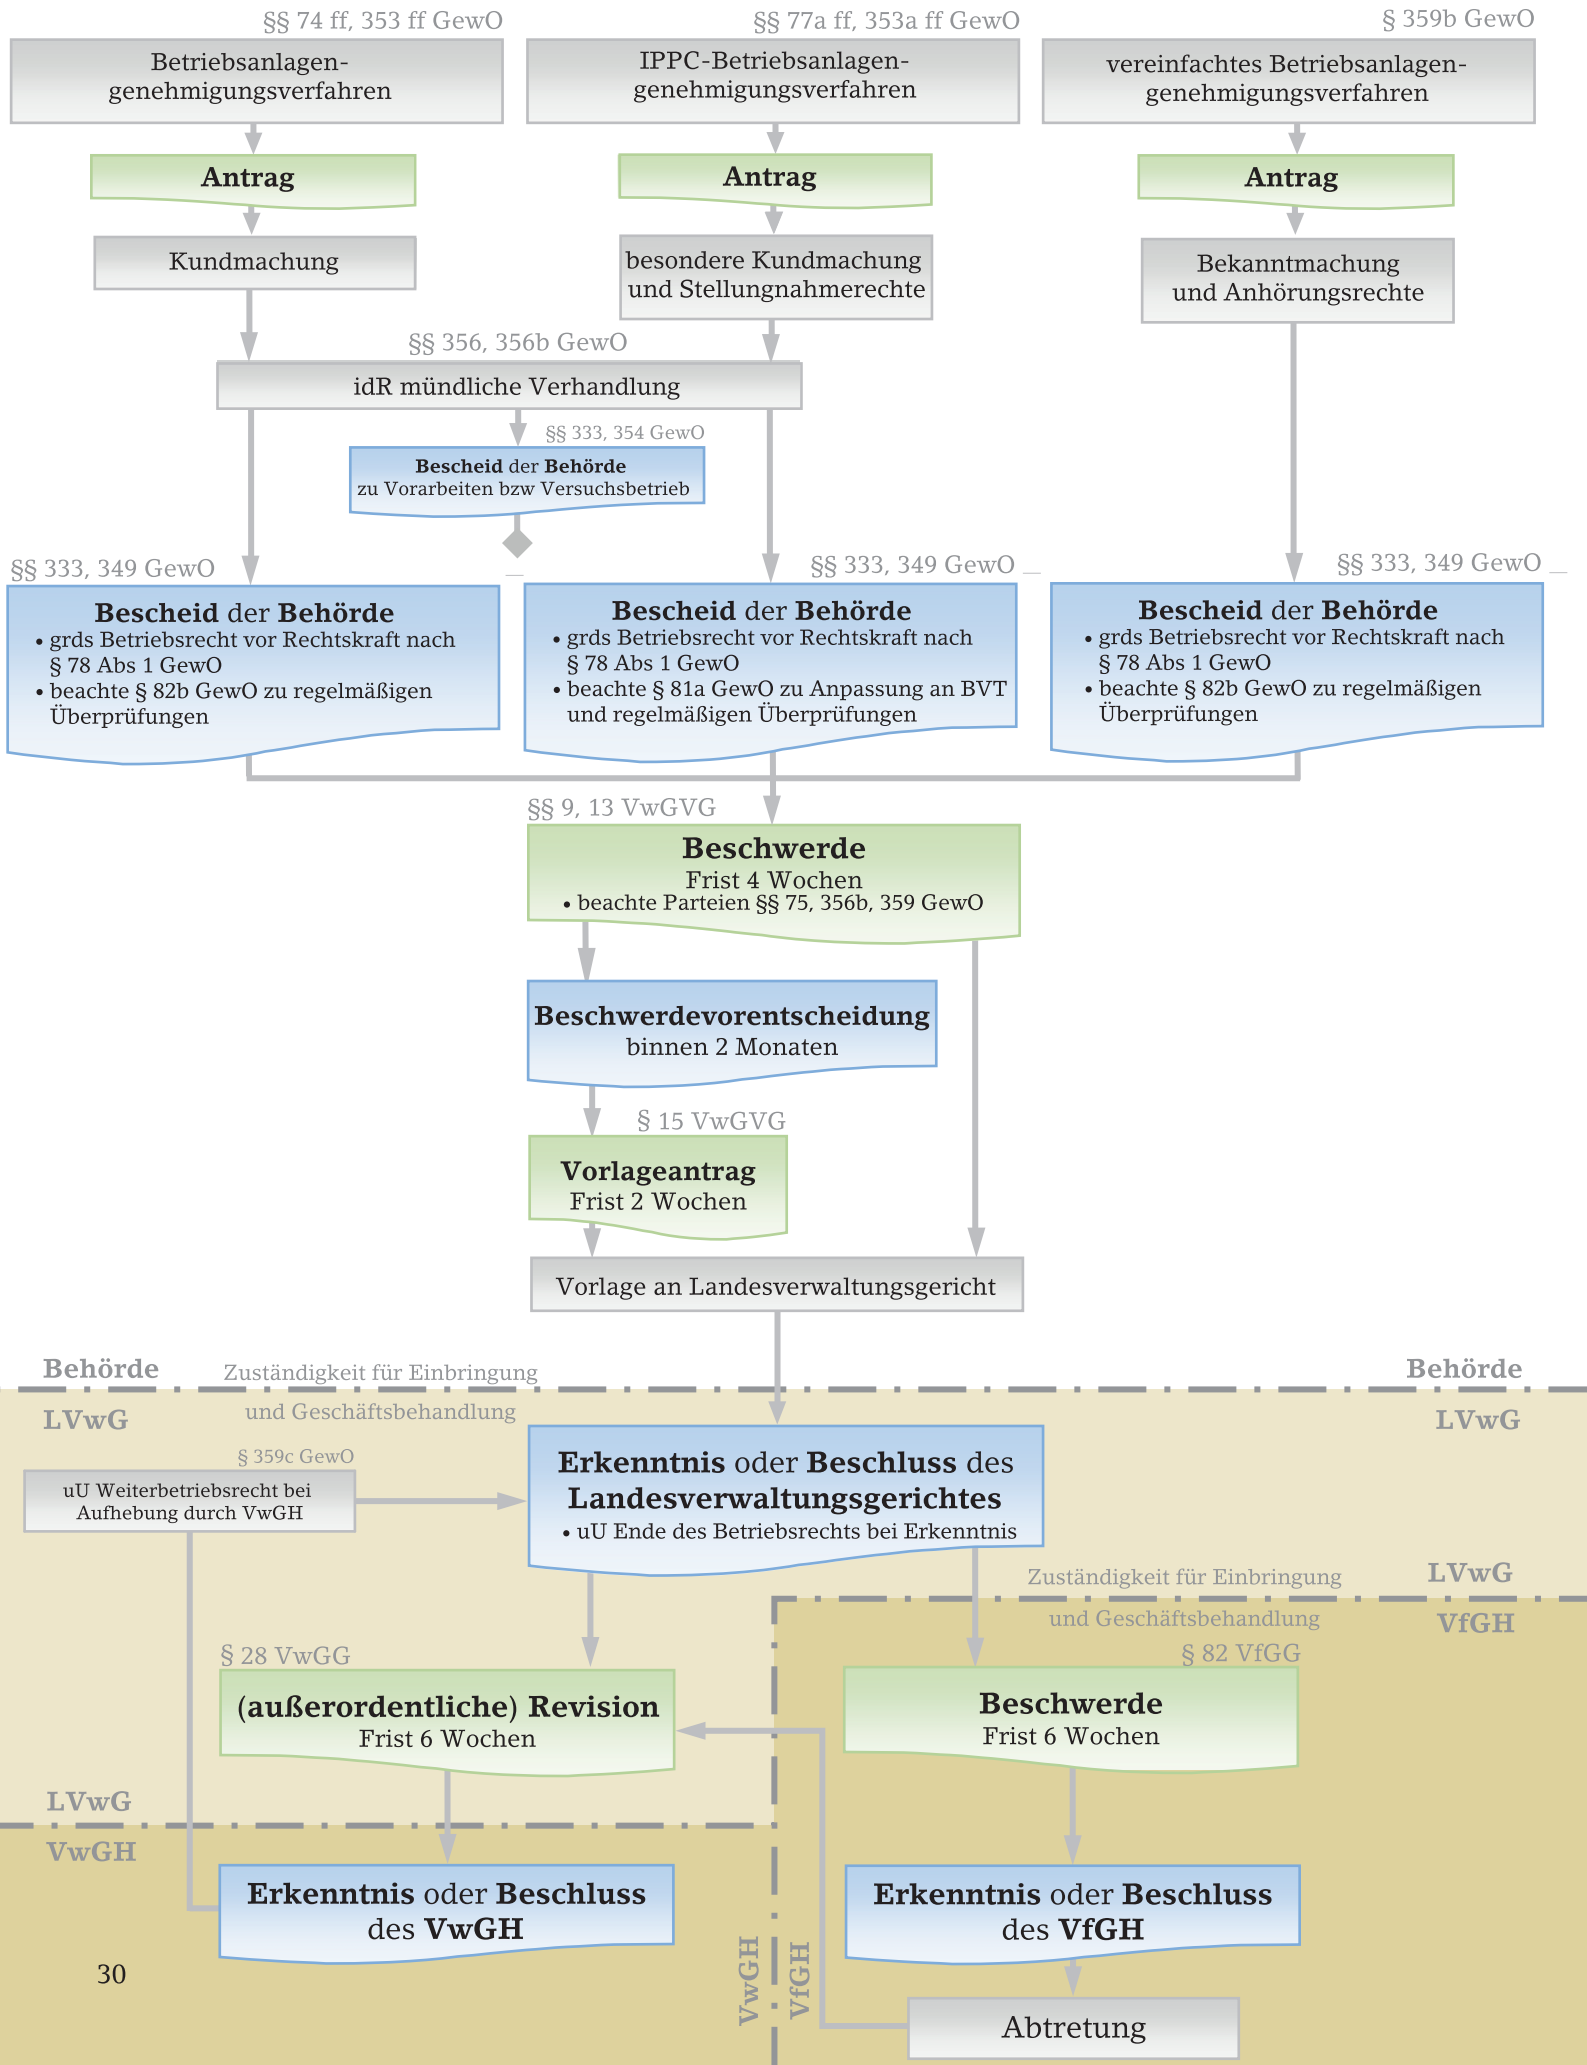 §§ 74 ff, 353 ff GewO
Betriebsanlagen-
genehmigungsverfahren
Antrag
Kundmachung
§§ 77a ff, 353a ff GewO
IPPC-Betriebsanlagen-
genehmigungsverfahren
Antrag
besondere Kundmachung
und Stellungnahmerechte
§ 359b GewO
vereinfachtes Betriebsanlagen-
genehmigungsverfahren
Antrag
Bekanntmachung
und Anhörungsrechte
§§ 356, 356b GewO
idR mündliche Verhandlung
§§ 333, 354 GewO
Bescheid der Behörde
zu Vorarbeiten bzw Versuchsbetrieb
§§ 333, 349 GewO
Bescheid der Behörde
• grds Betriebsrecht vor Rechtskraft nach
§ 78 Abs 1 GewO
• beachte § 82b GewO zu regelmäßigen
Überprüfungen
§§ 333, 349 GewO
Bescheid der Behörde
• grds Betriebsrecht vor Rechtskraft nach
§ 78 Abs 1 GewO
• beachte § 81a GewO zu Anpassung an BVT
und regelmäßigen Überprüfungen
§§ 333, 349 GewO
Bescheid der Behörde
• grds Betriebsrecht vor Rechtskraft nach
§ 78 Abs 1 GewO
• beachte § 82b GewO zu regelmäßigen
Überprüfungen
§§ 9, 13 VwGVG
Beschwerde
Frist 4 Wochen
• beachte Parteien §§ 75, 356b, 359 GewO
Beschwerdevorentscheidung
binnen 2 Monaten
§ 15 VwGVG
Vorlageantrag
Frist 2 Wochen
Vorlage an Landesverwaltungsgericht
Behörde
Zuständigkeit für Einbringung
Behörde
LVwG
und Geschäftsbehandlung
LVwG
§ 359c GewO
uU Weiterbetriebsrecht bei
Aufhebung durch VwGH
Erkenntnis oder Beschluss des
Landesverwaltungsgerichtes
• uU Ende des Betriebsrechts bei Erkenntnis
Zuständigkeit für Einbringung
LVwG
und Geschäftsbehandlung
VfGH
§ 28 VwGG
(außerordentliche) Revision
Frist 6 Wochen
§ 82 VfGG
Beschwerde
Frist 6 Wochen
LVwG
VwGH
Erkenntnis oder Beschluss
des VwGH
Erkenntnis oder Beschluss
des VfGH
VwGH
VfGH
Abtretung
30